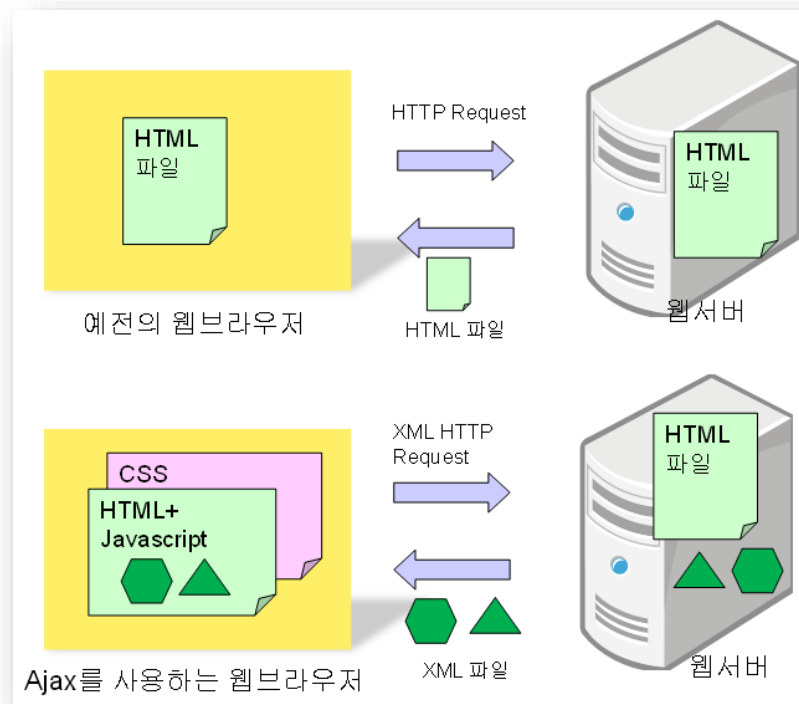 HTML
파일
HTTP Request
HTML
파일
HTML 파일
예전의 웹브라우저
웹서버
CSS
HTML+
Javascript
XML HTTP
Request
HTML
파일
XML 파일
Ajax를 사용하는 웹브라우저
웹서버